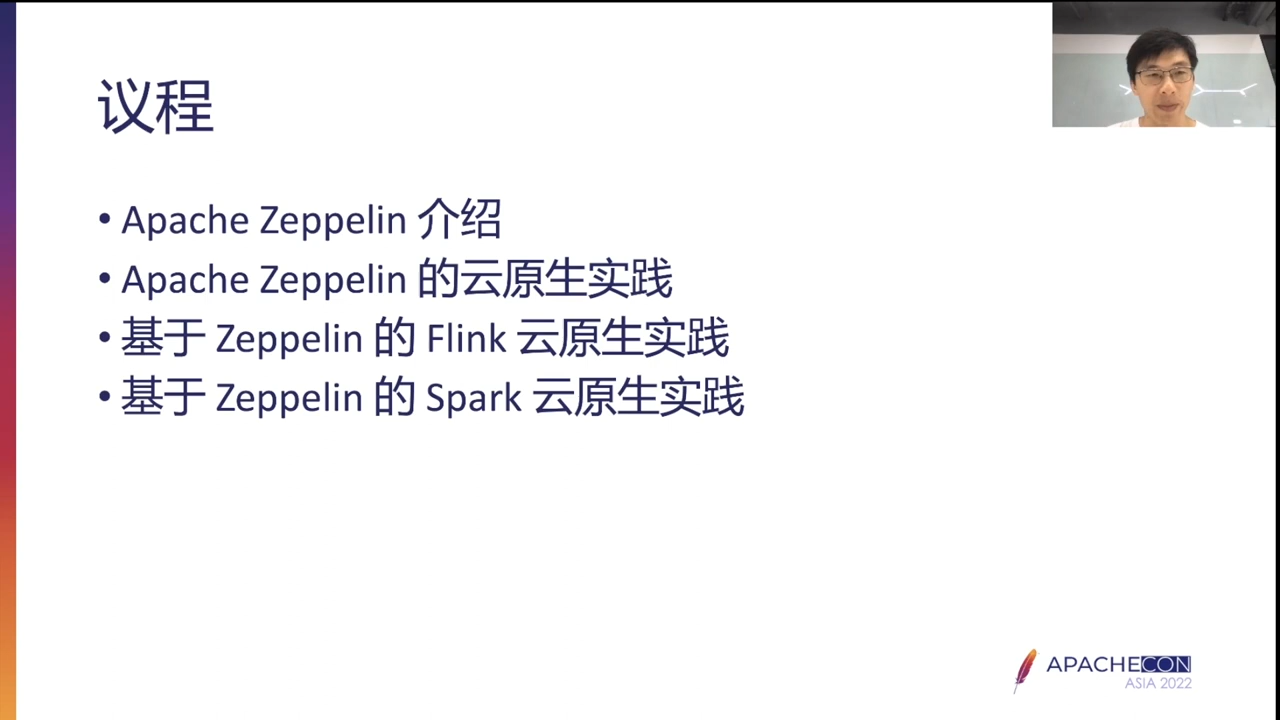 议程
• Apache Zeppelin 介绍
• Apache Zeppelin 的云原生实践
• 基于 Zeppelin 的 Flink 云原生实践
• 基于 Zeppelin 的 Spark 云原生实践
APACHECON
ASIA 2022